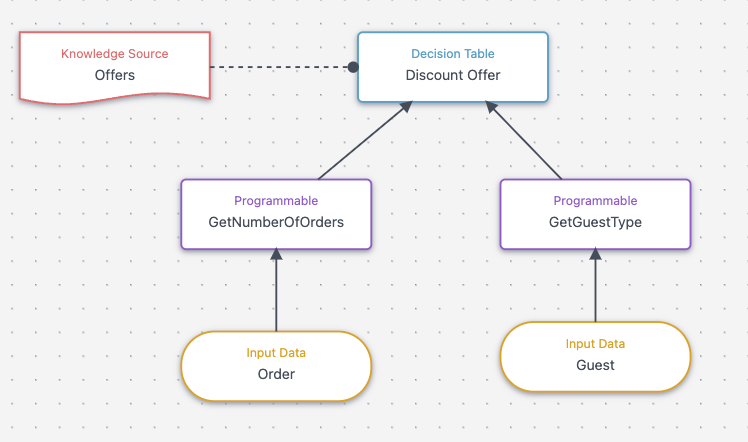 Knowledge Source
Offers
Decision Table
Discount Offer
Programmable
GetNumberOfOrders
Programmable
GetGuestType
Input Data
Order
Input Data
Guest